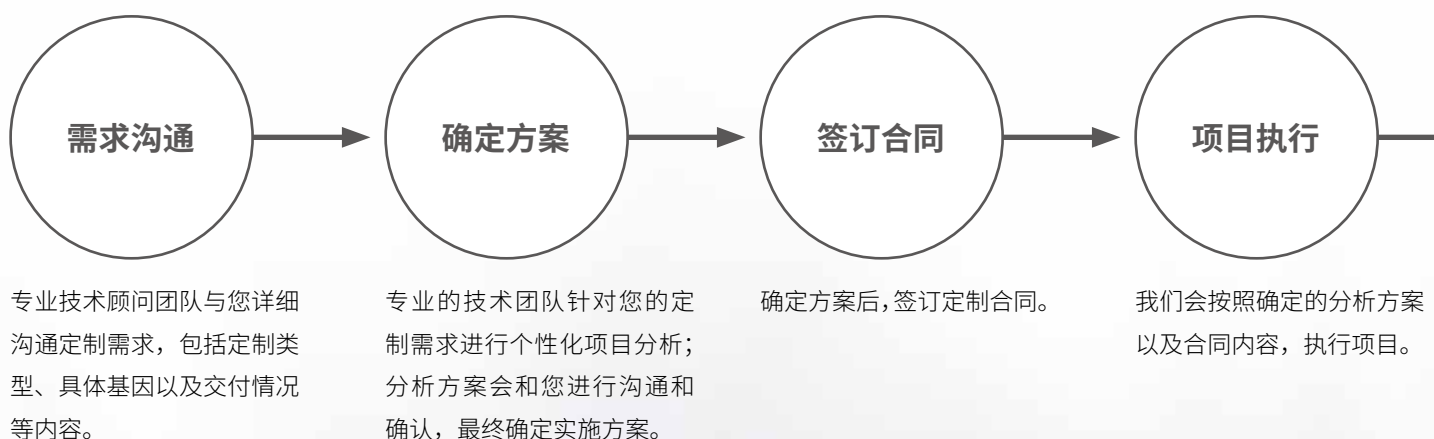 需求沟通
确定方案
签订合同
项目执行
专业技术顾问团队与您详细
沟通定制需求，包括定制类
型、具体基因以及交付情况
等内容。
专业的技术团队针对您的定
制需求进行个性化项目分析；
分析方案会和您进行沟通和
确认，最终确定实施方案。
确定方案后，签订定制合同。
我们会按照确定的分析方案
以及合同内容，执行项目。